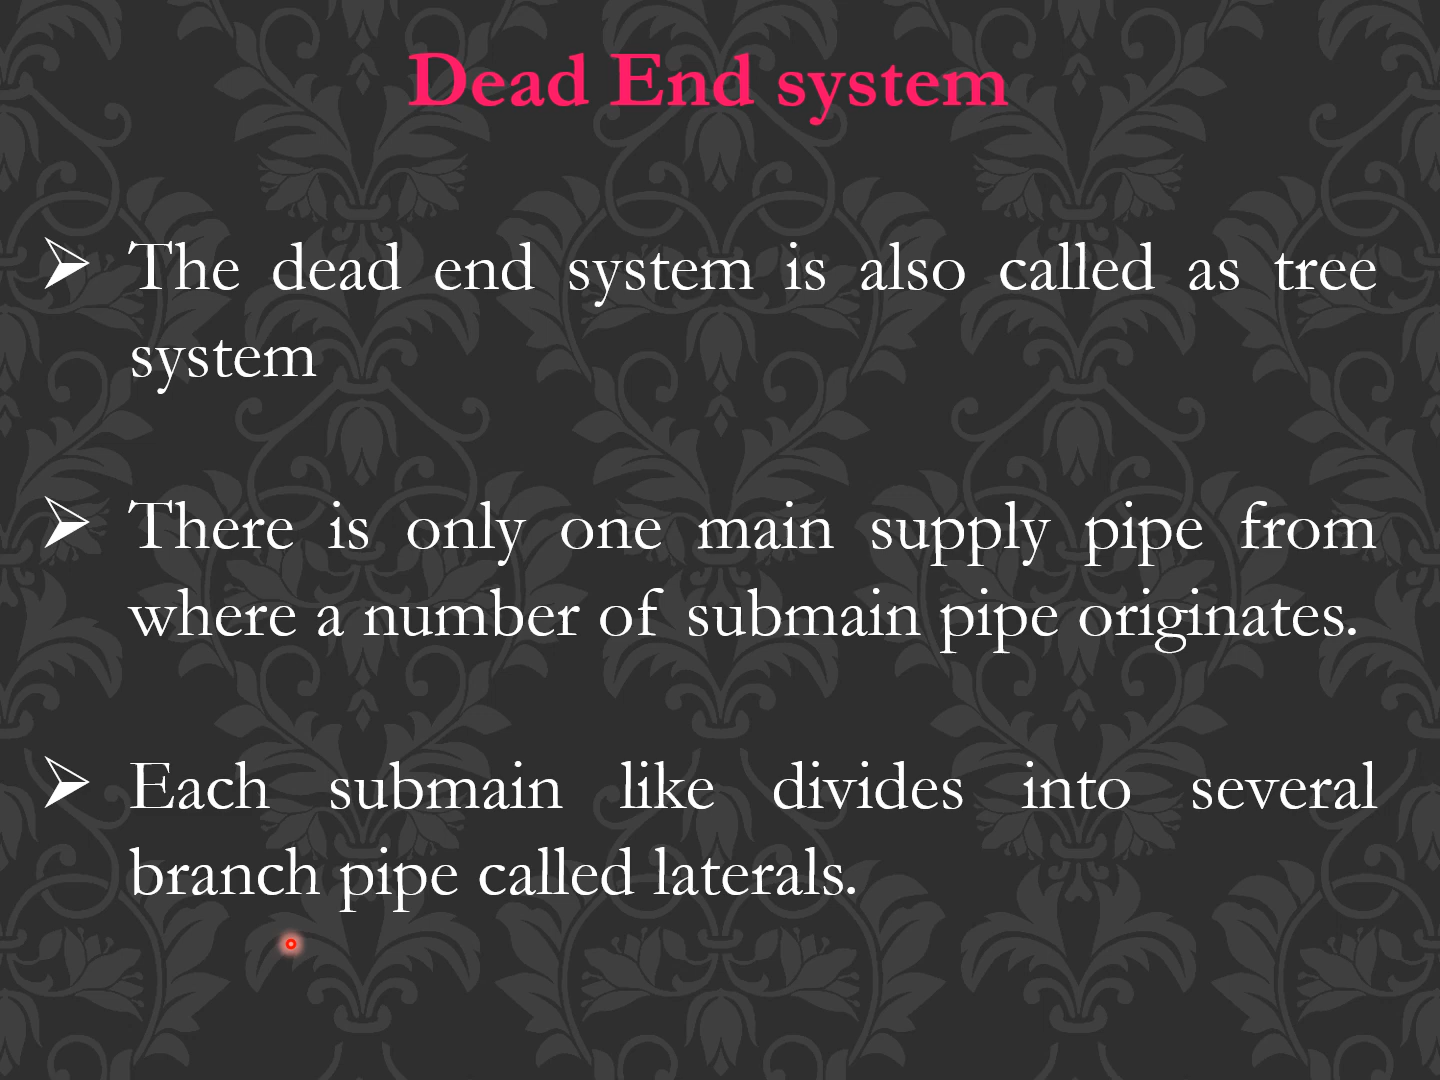 Dead End system
The dead end system is also called as tree
system
There is only one main supply pipe from
where a number of submain pipe originates.
Each submain like divides into several
branch pipe called laterals.